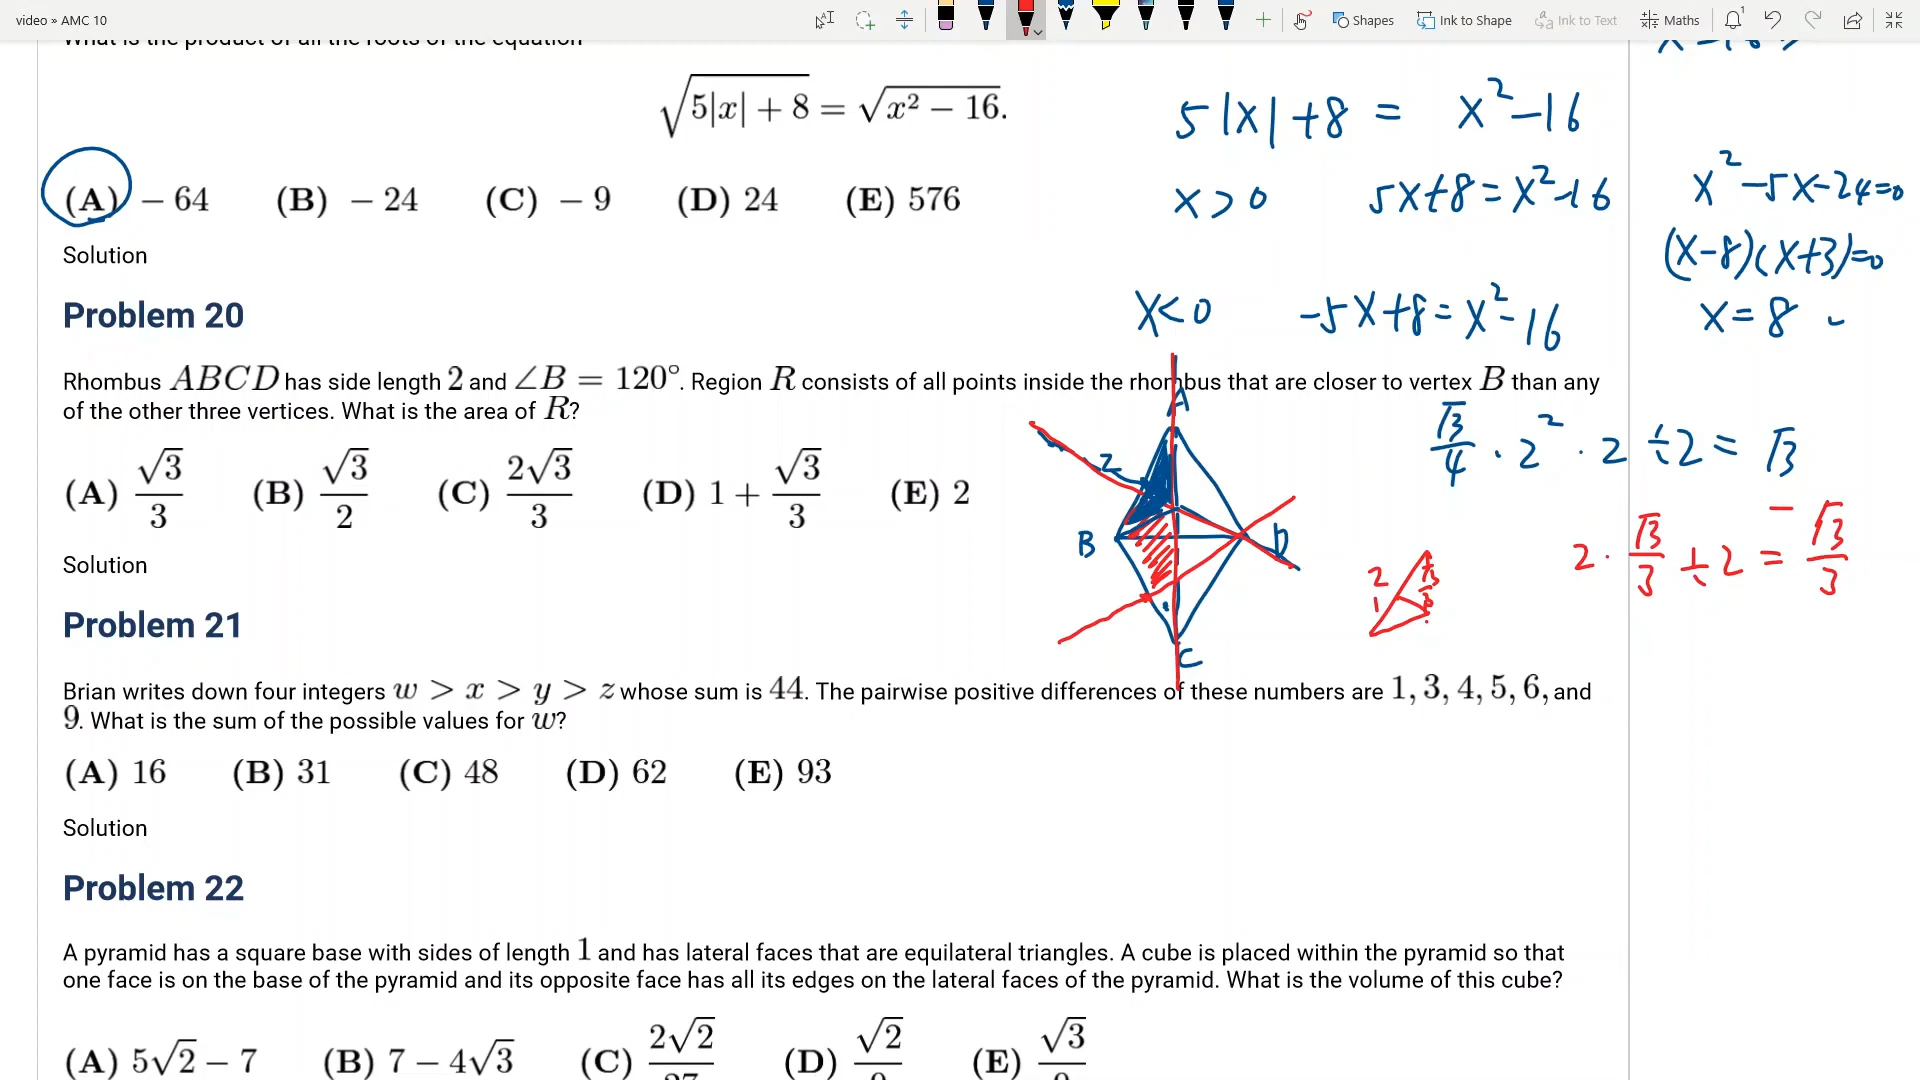 video » AMC 10
Shapes
Ink to Shape
Ink to Text
Maths
What is the product of all the roots of the equation
√(5|x| + 8) = √(x² − 16).
(A) − 64 (B) − 24 (C) − 9 (D) 24 (E) 576
5|x|+8 = x²-16
x>0 5x+8=x²-16
x²-5x-24=0
(x-8)(x+3)=0
x=8
x<0 -5x+8=x²-16
Solution
Problem 20
Rhombus ABCD has side length 2 and ∠B = 120°. Region R consists of all points inside the rhombus that are closer to vertex B than any
of the other three vertices. What is the area of R?
(A) √3/3 (B) √3/2 (C) 2√3/3 (D) 1 + √3/3 (E) 2
A
2
B
D
C
√3/4 · 2² · 2 ÷2 = √3
2 · √3/3 ÷2 = √3/3
−
2
1
Solution
Problem 21
Brian writes down four integers w > x > y > z whose sum is 44. The pairwise positive differences of these numbers are 1, 3, 4, 5, 6, and
9. What is the sum of the possible values for w?
(A) 16 (B) 31 (C) 48 (D) 62 (E) 93
Solution
Problem 22
A pyramid has a square base with sides of length 1 and has lateral faces that are equilateral triangles. A cube is placed within the pyramid so that
one face is on the base of the pyramid and its opposite face has all its edges on the lateral faces of the pyramid. What is the volume of this cube?
(A) 5√2 − 7 (B) 7 − 4√3 (C) 2√2/27 (D) √2/9 (E) √3/9